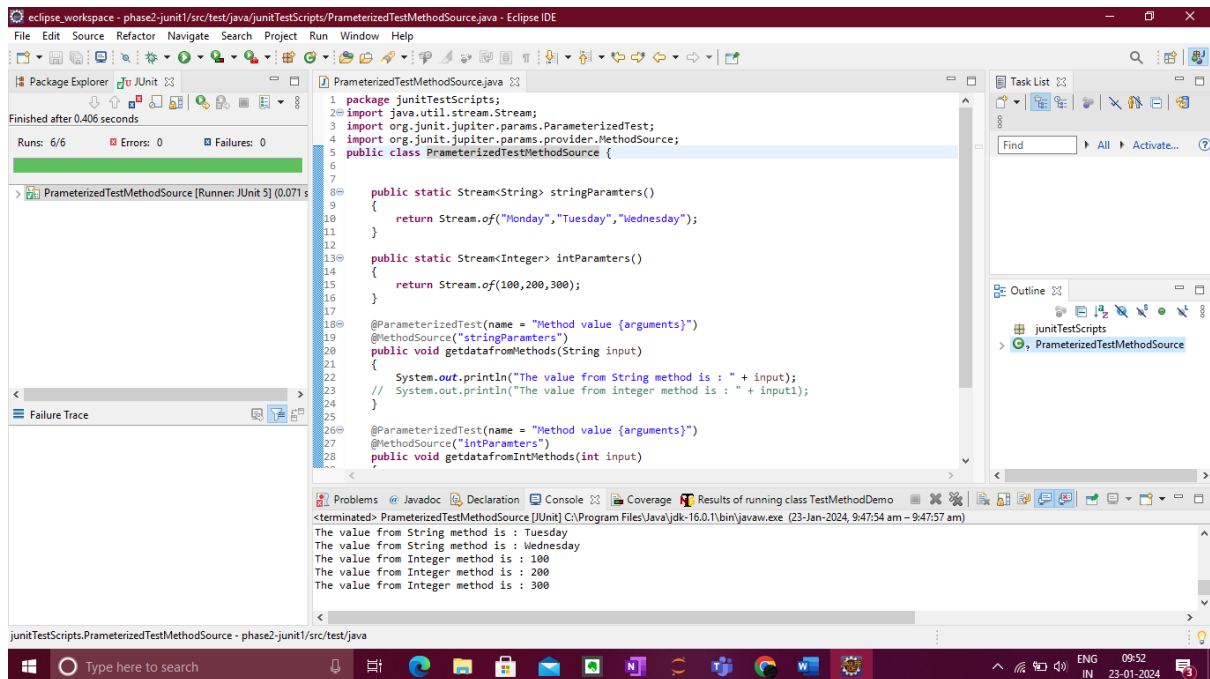 eclipse_workspace - phase2-junit1/src/test/java/junitTestScripts/PrameterizedTestMethodSource.java - Eclipse IDE
File Edit Source Refactor Navigate Search Project Run Window Help
Package Explorer JUnit
Finished after 0.406 seconds
Runs: 6/6 Errors: 0 Failures: 0
PrameterizedTestMethodSource [Runner: JUnit 5] (0.071 s
Failure Trace
PrameterizedTestMethodSource.java
1 package junitTestScripts;
2 import java.util.stream.Stream;
3 import org.junit.jupiter.params.ParameterizedTest;
4 import org.junit.jupiter.params.provider.MethodSource;
5 public class PrameterizedTestMethodSource {
6
7
8 public static Stream<String> stringParamters()
9 {
10 return Stream.of("Monday","Tuesday","Wednesday");
11 }
12
13 public static Stream<Integer> intParamters()
14 {
15 return Stream.of(100,200,300);
16 }
17
18 @ParameterizedTest(name = "Method value {arguments}")
19 @MethodSource("stringParamters")
20 public void getdatafromMethods(String input)
21 {
22 System.out.println("The value from String method is : " + input);
23 // System.out.println("The value from integer method is : " + input1);
24 }
25
26 @ParameterizedTest(name = "Method value {arguments}")
27 @MethodSource("intParamters")
28 public void getdatafromIntMethods(int input)
Task List
Find All Activate...
Outline
junitTestScripts
PrameterizedTestMethodSource
Problems Javadoc Declaration Console Coverage Results of running class TestMethodDemo
<terminated> PrameterizedTestMethodSource [JUnit] C:\Program Files\Java\jdk-16.0.1\bin\javaw.exe (23-Jan-2024, 9:47:54 am – 9:47:57 am)
The value from String method is : Tuesday
The value from String method is : Wednesday
The value from Integer method is : 100
The value from Integer method is : 200
The value from Integer method is : 300
junitTestScripts.PrameterizedTestMethodSource - phase2-junit1/src/test/java
Type here to search
ENG
IN
09:52
23-01-2024
3